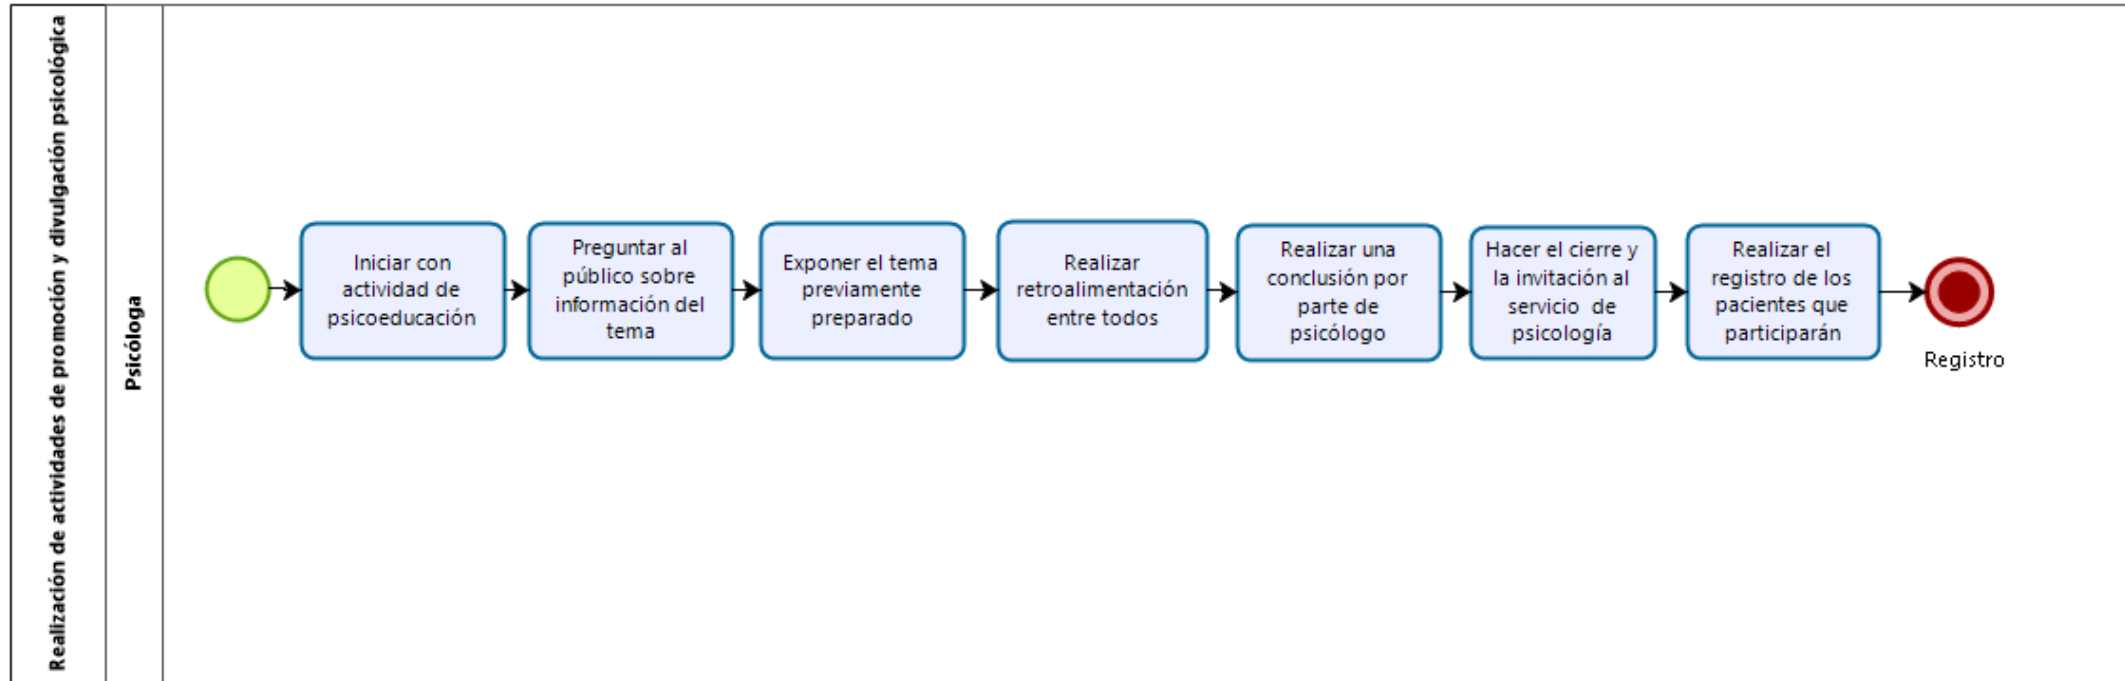 Realización de actividades de promoción y divulgación psicológica
Psicóloga
Iniciar con
actividad de
psicoeducación
Preguntar al
público sobre
información del
tema
Exponer el tema
previamente
preparado
Realizar
retroalimentación
entre todos
Realizar una
conclusión por
parte de
psicólogo
Hacer el cierre y
la invitación al
servicio de
psicología
Realizar el
registro de los
pacientes que
participarán
Registro